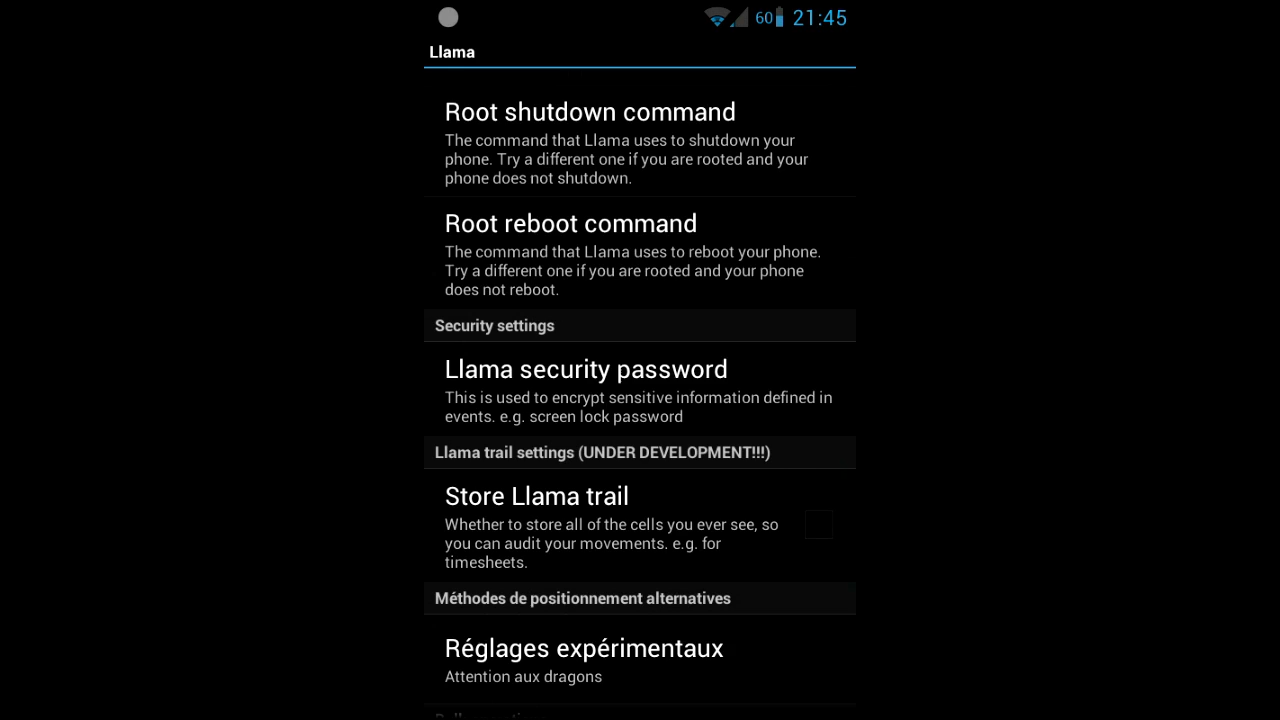 60 21:45
Llama
Root shutdown command
The command that Llama uses to shutdown your
phone. Try a different one if you are rooted and your
phone does not shutdown.
Root reboot command
The command that Llama uses to reboot your phone.
Try a different one if you are rooted and your phone
does not reboot.
Security settings
Llama security password
This is used to encrypt sensitive information defined in
events. e.g. screen lock password
Llama trail settings (UNDER DEVELOPMENT!!!)
Store Llama trail
Whether to store all of the cells you ever see, so
you can audit your movements. e.g. for
timesheets.
Méthodes de positionnement alternatives
Réglages expérimentaux
Attention aux dragons